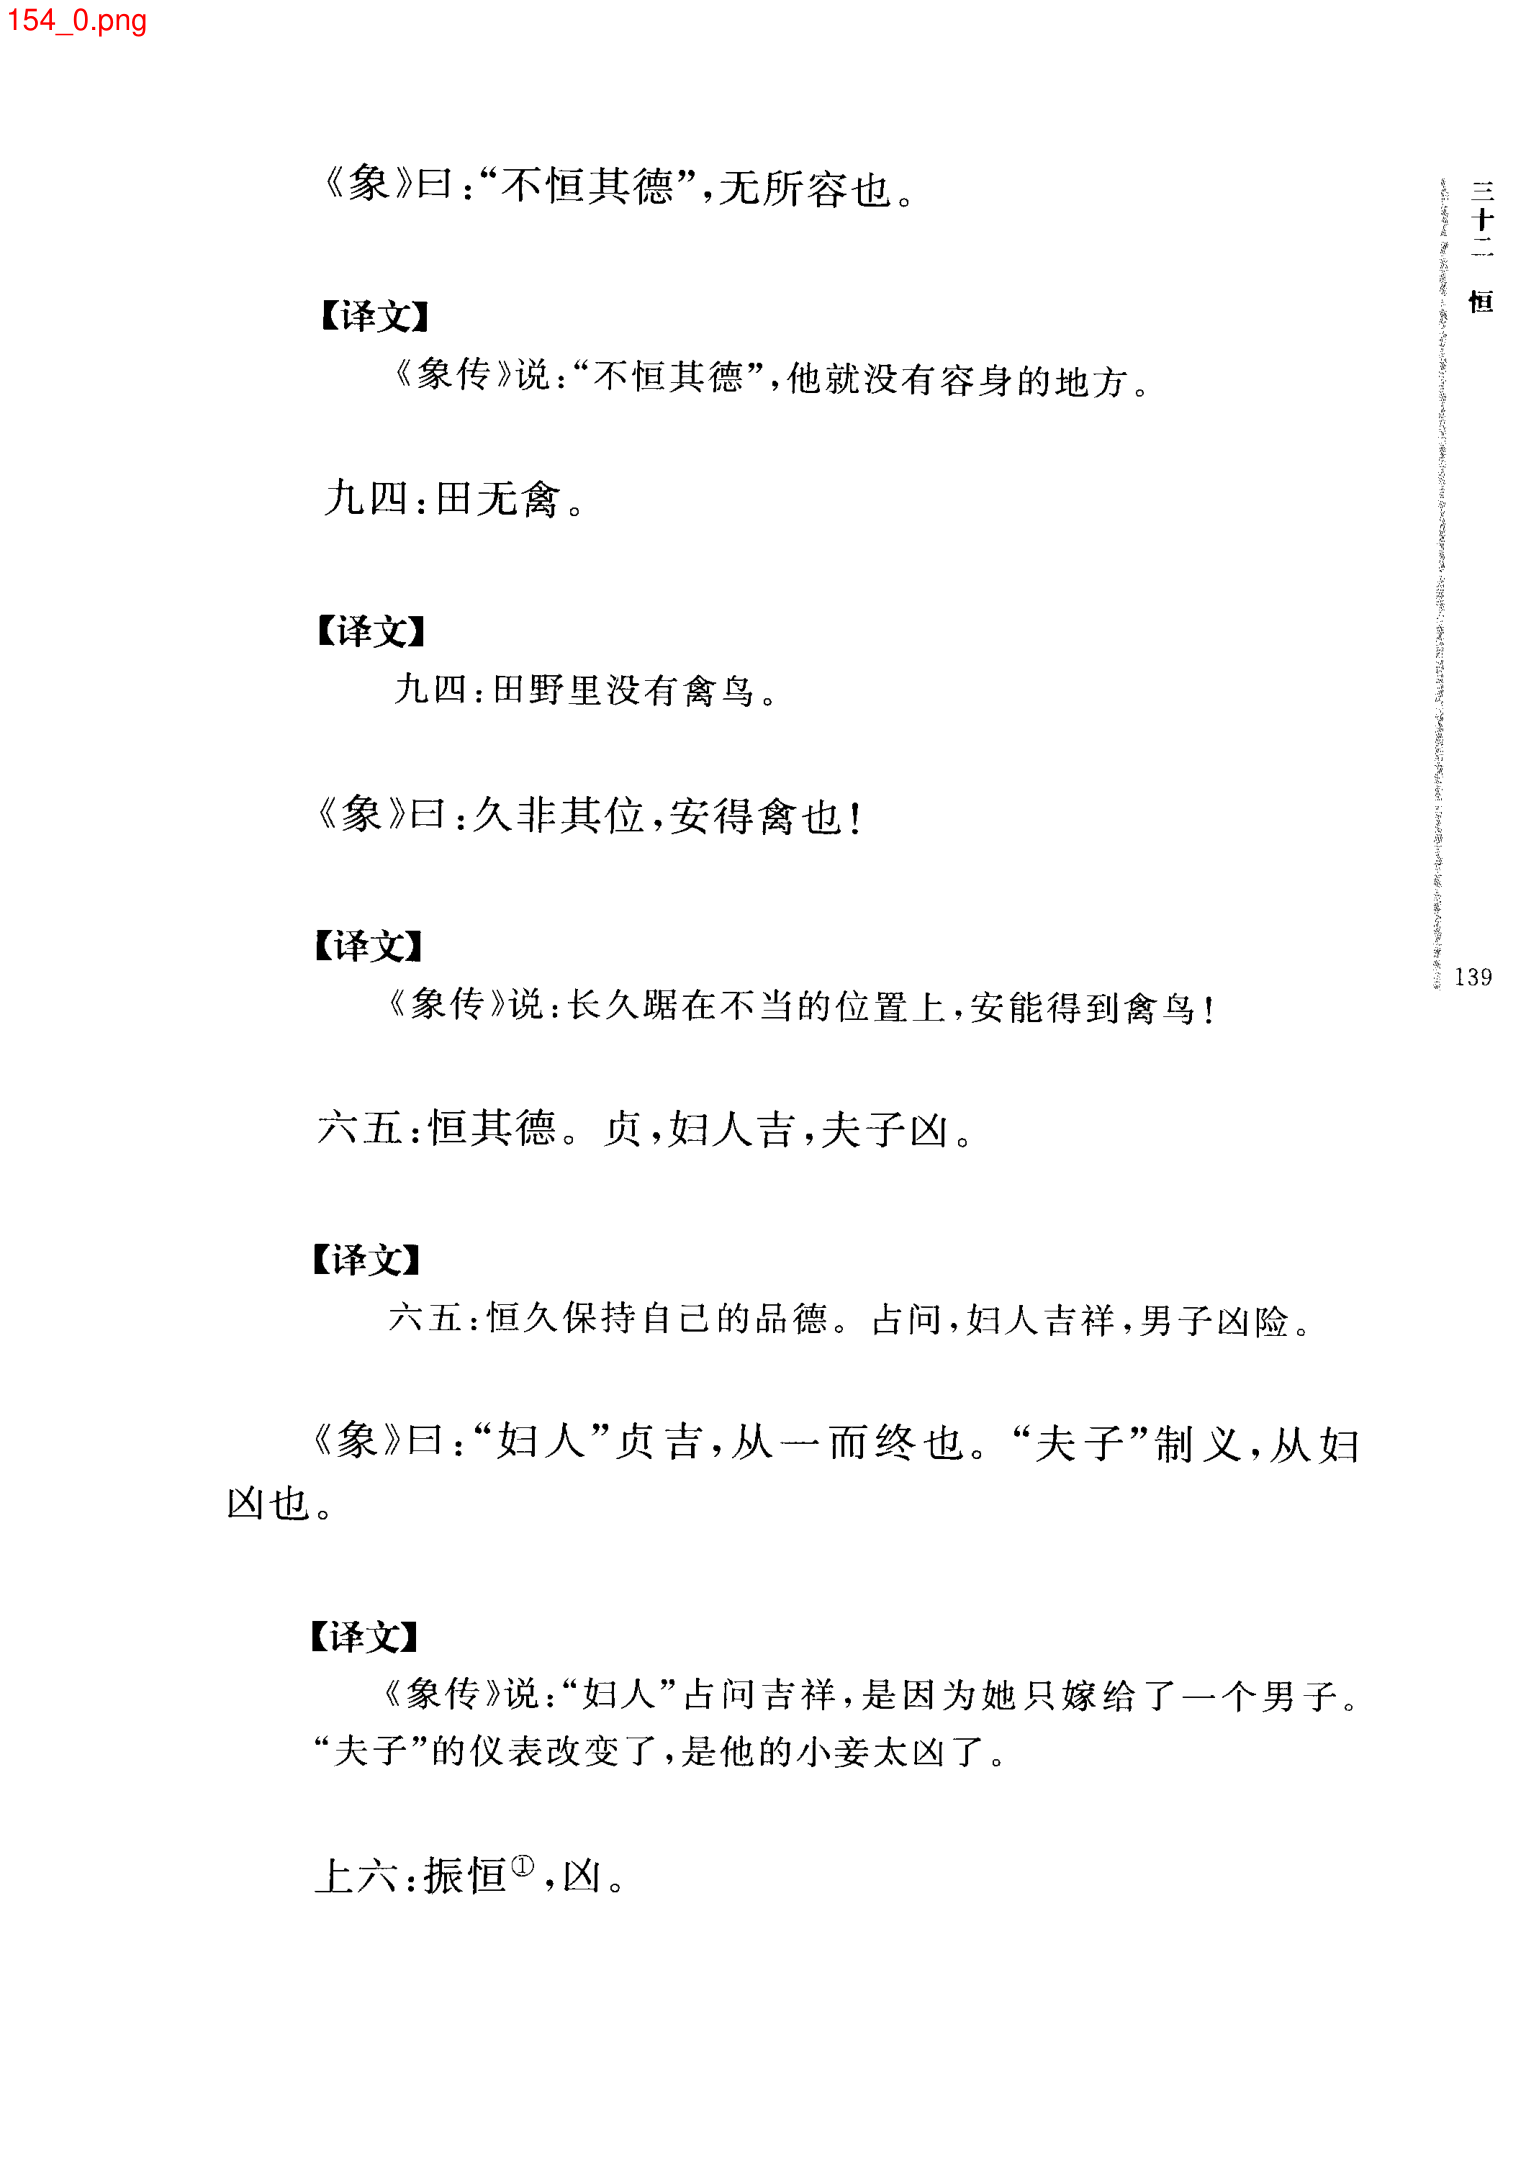 154_0.png
《象》曰：“不恒其德”，无所容也。
【译文】
《象传》说：“不恒其德”，他就没有容身的地方。
九四：田无禽。
【译文】
九四：田野里没有禽鸟。
《象》曰：久非其位，安得禽也！
【译文】
《象传》说：长久踞在不当的位置上，安能得到禽鸟！
六五：恒其德。贞，妇人吉，夫子凶。
【译文】
六五：恒久保持自己的品德。占问，妇人吉祥，男子凶险。
《象》曰：“妇人”贞吉，从一而终也。“夫子”制义，从妇
凶也。
【译文】
《象传》说：“妇人”占问吉祥，是因为她只嫁给了一个男子。
“夫子”的仪表改变了，是他的小妾太凶了。
上六：振恒①，凶。
三十二 恒
139